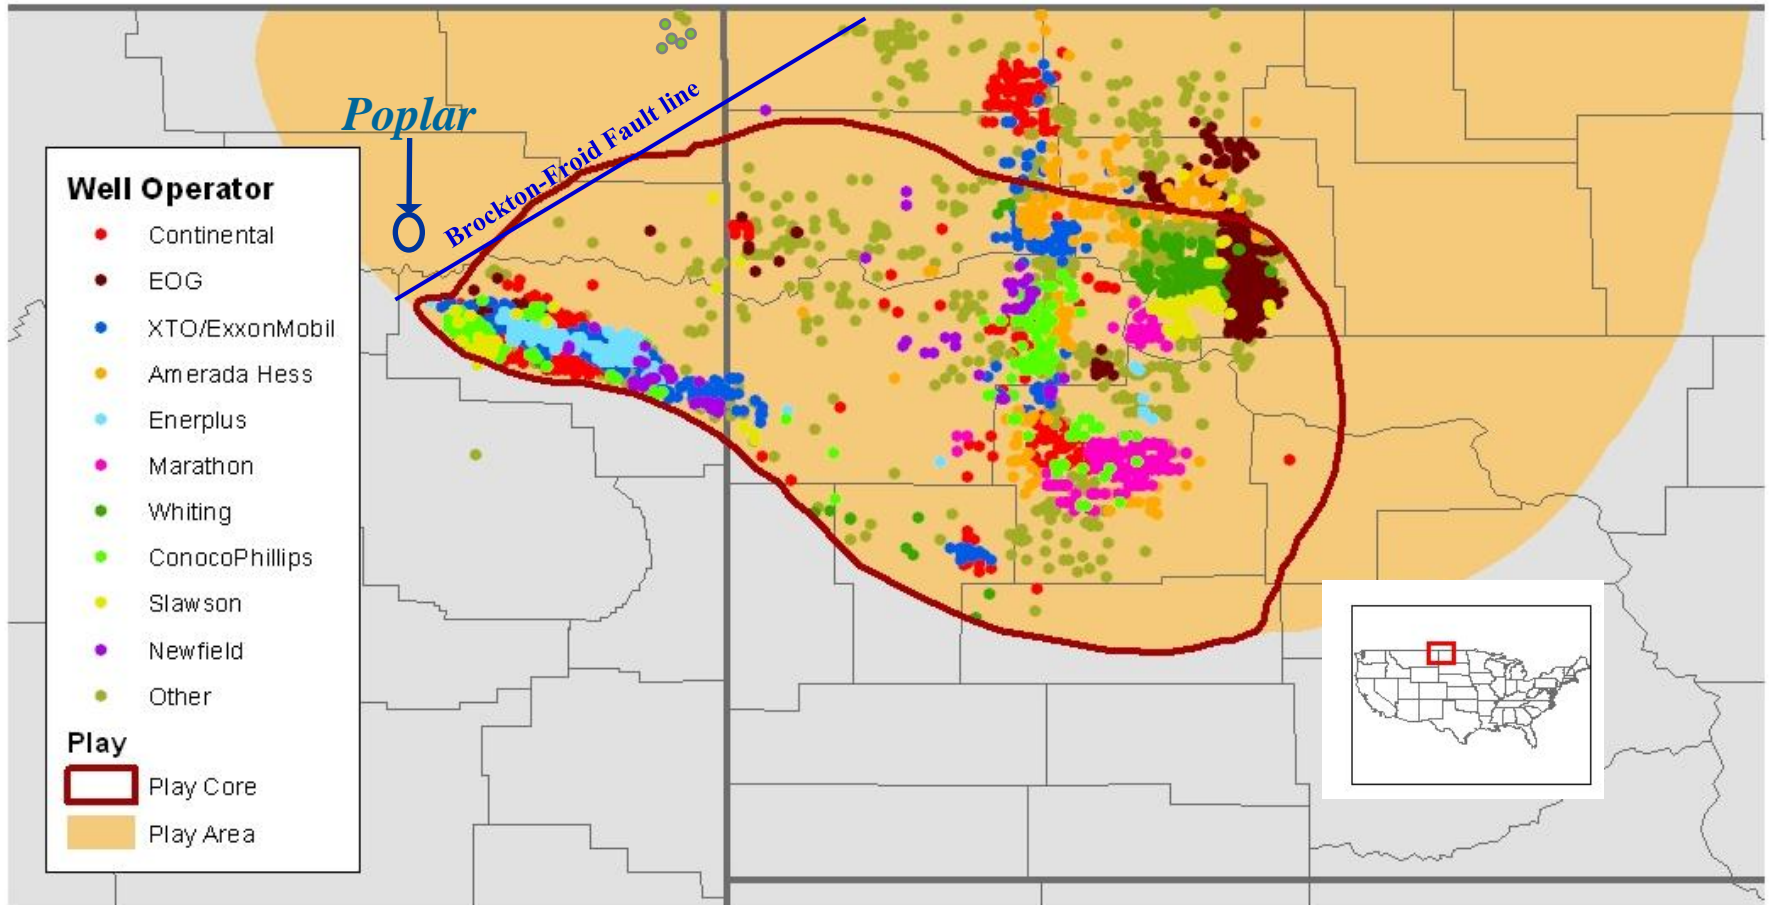 Poplar
Brockton-Froid Fault line
Well Operator
Continental
EOG
XTO/ExxonMobil
Amerada Hess
Enerplus
Marathon
Whiting
ConocoPhillips
Slawson
Newfield
Other
Play
Play Core
Play Area